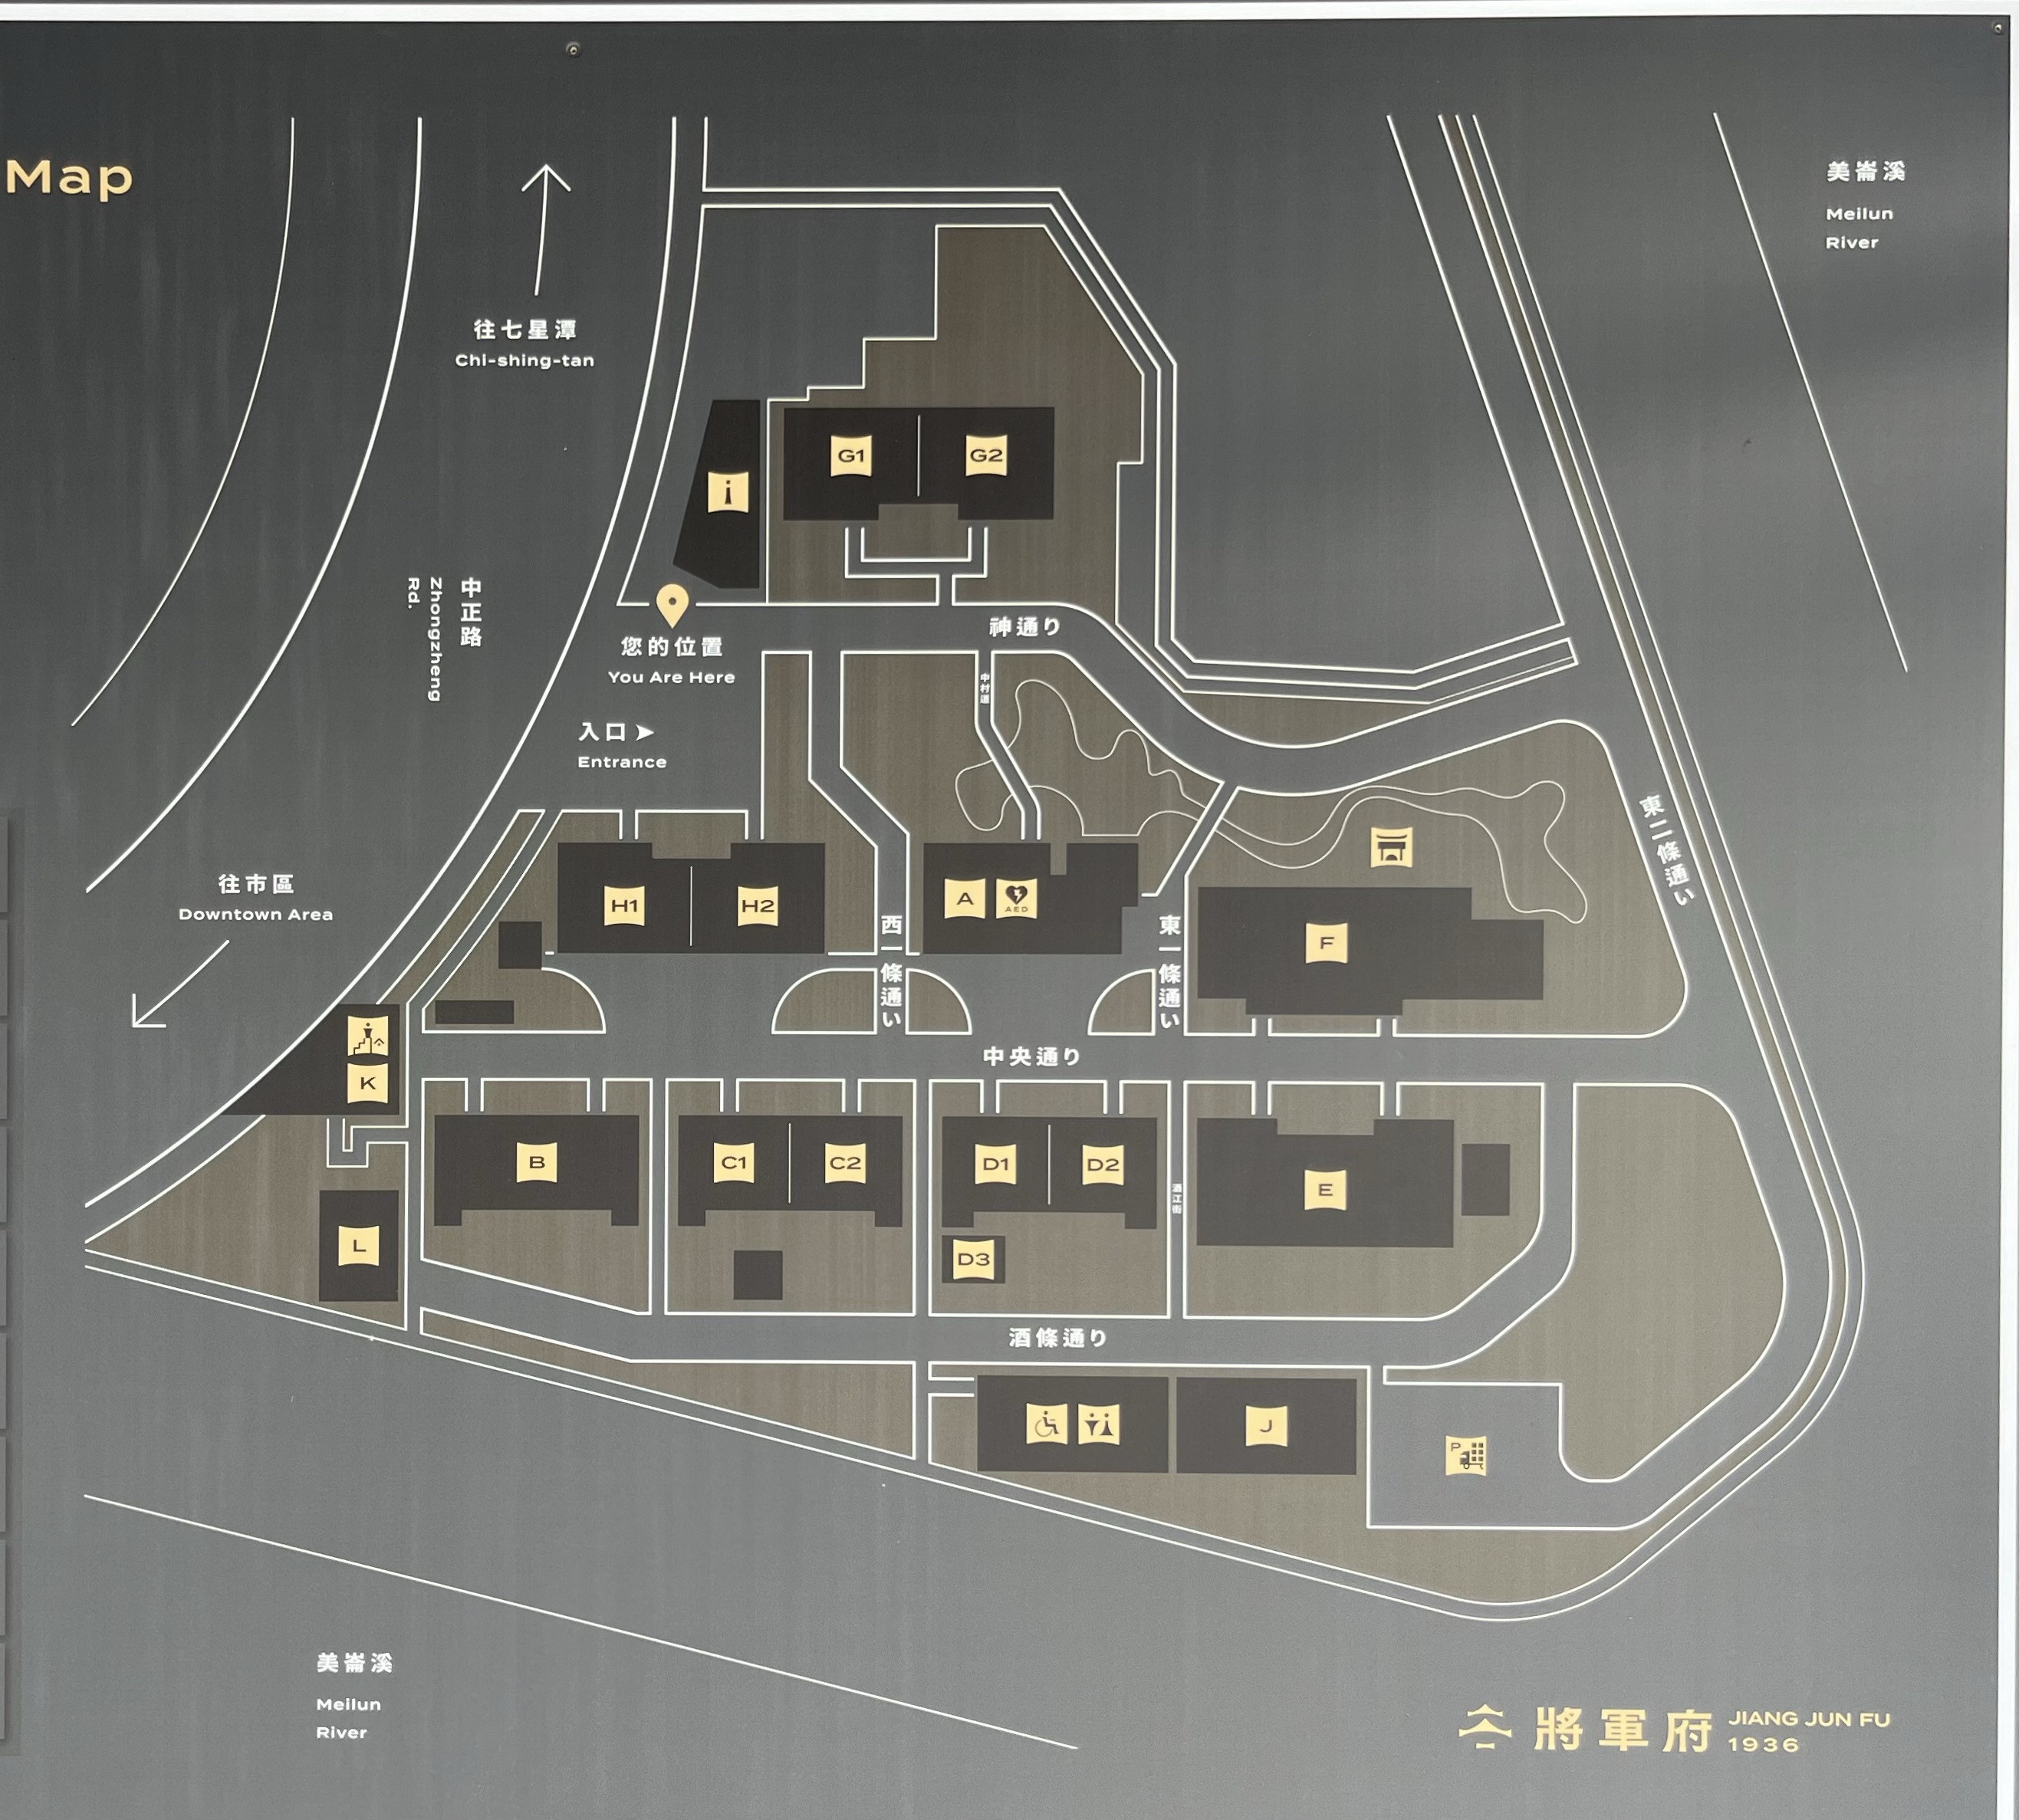 Map
美崙溪
Meilun
River
往七星潭
Chi-shing-tan
G1
G2
i
中正路
Zhongzheng
Rd.
您的位置
You Are Here
神通り
中村道
入口
Entrance
東二條通い
往市區
Downtown Area
H1
H2
A
AED
F
西一條通い
東一條通い
K
中央通り
B
C1
C2
D1
D2
D3
E
L
酒條通り
J
P
美崙溪
Meilun
River
將軍府
JIANG JUN FU
1936